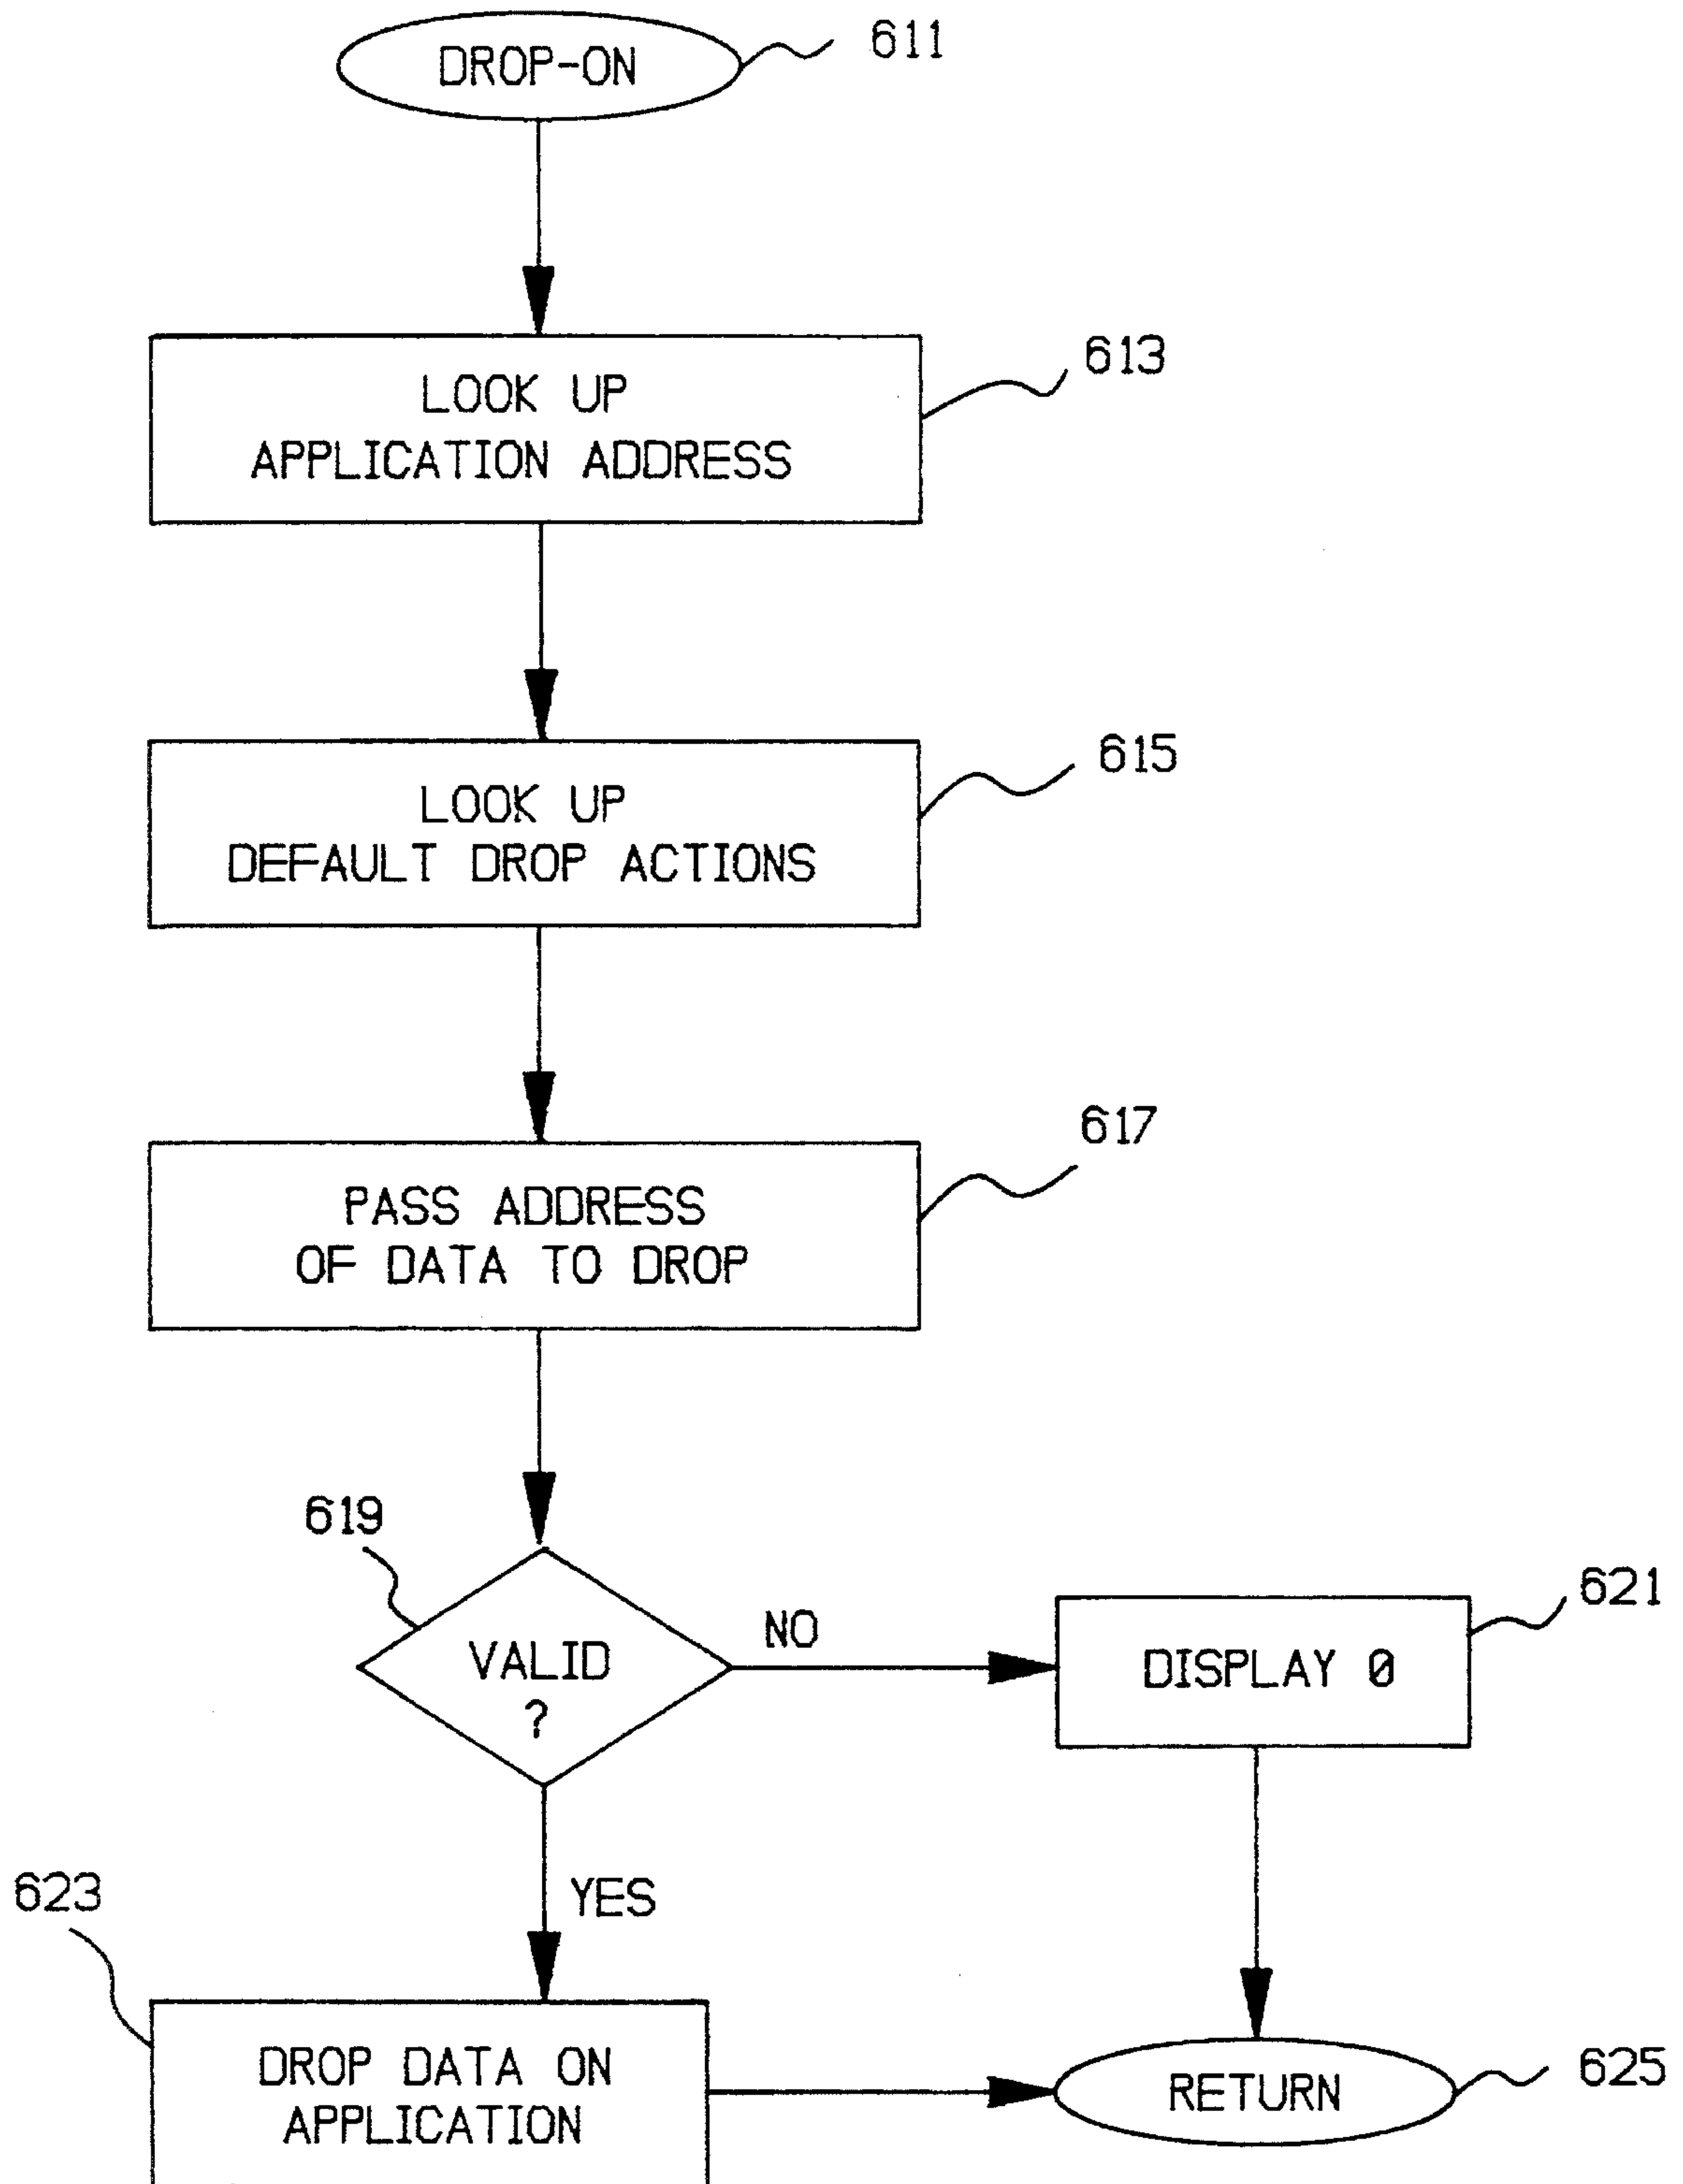 DROP-ON
611
LOOK UP
APPLICATION ADDRESS
613
LOOK UP
DEFAULT DROP ACTIONS
615
PASS ADDRESS
OF DATA TO DROP
617
619
VALID
?
NO
DISPLAY 0
621
YES
623
DROP DATA ON
APPLICATION
RETURN
625